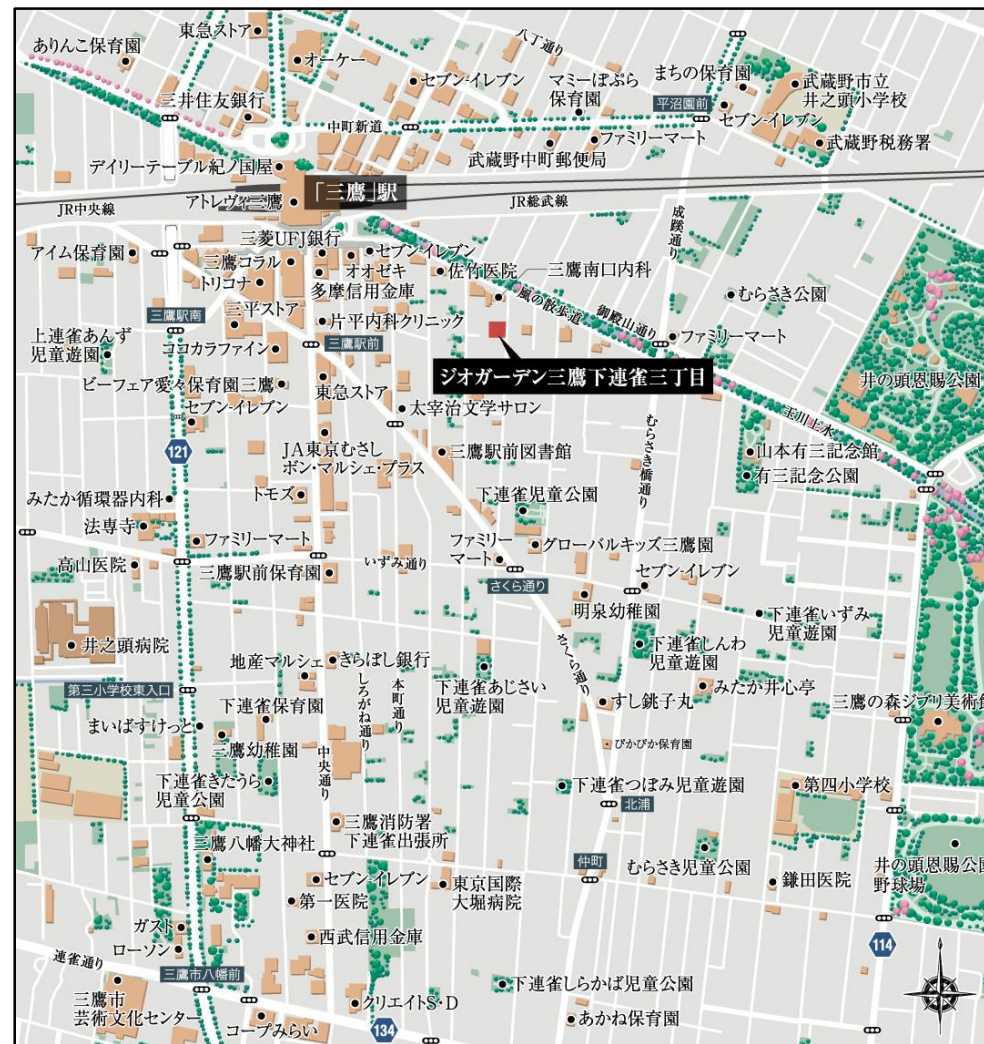 東急ストア
ありんこ保育園
オーケー
八丁通り
セブン-イレブン
マミーぽぷら
保育園
まちの保育園
武蔵野市立
井之頭小学校
三井住友銀行
平沼園前
セブン-イレブン
中町新道
ファミリーマート
武蔵野中町郵便局
武蔵野税務署
デイリーテーブル紀ノ国屋
「三鷹」駅
アトレヴィ三鷹
JR中央線
JR総武線
成蹊通り
三菱UFJ銀行
アイム保育園
三鷹コラル
セブン-イレブン
オオゼキ
佐竹医院
三鷹南口内科
トリコナ
多摩信用金庫
風の散歩道
御殿山通り
むらさき公園
三鷹駅南
三平ストア
片平内科クリニック
ファミリーマート
上連雀あんず
児童遊園
ココカラファイン
三鷹駅前
井の頭恩賜公園
ジオガーデン三鷹下連雀三丁目
ビーフェア愛々保育園三鷹
東急ストア
セブン-イレブン
太宰治文学サロン
玉川上水
121
JA東京むさし
ボン・マルシェ・プラス
三鷹駅前図書館
むらさき橋通り
山本有三記念館
有三記念公園
みたか循環器内科
トモズ
下連雀児童公園
法専寺
ファミリーマート
ファミリー
マート
グローバルキッズ三鷹園
高山医院
三鷹駅前保育園
いずみ通り
さくら通り
セブン-イレブン
明泉幼稚園
下連雀いずみ
児童遊園
井之頭病院
地産マルシェ
きらぼし銀行
さくら通り
下連雀しんわ
児童遊園
第三小学校東入口
下連雀保育園
しろがね通り
本町通り
下連雀あじさい
児童遊園
すし銚子丸
みたか井心亭
三鷹の森ジブリ美術館
まいばすけっと
三鷹幼稚園
中央通り
ぴかぴか保育園
下連雀きたうら
児童公園
下連雀つぼみ児童遊園
第四小学校
北浦
三鷹消防署
下連雀出張所
三鷹八幡大神社
仲町
むらさき児童公園
井の頭恩賜公園
野球場
セブン-イレブン
東京国際
大堀病院
鎌田医院
第一医院
ガスト
ローソン
西武信用金庫
114
連雀通り
三鷹市八幡前
下連雀しらかば児童公園
三鷹市
芸術文化センター
クリエイトS・D
コープみらい
134
あかね保育園